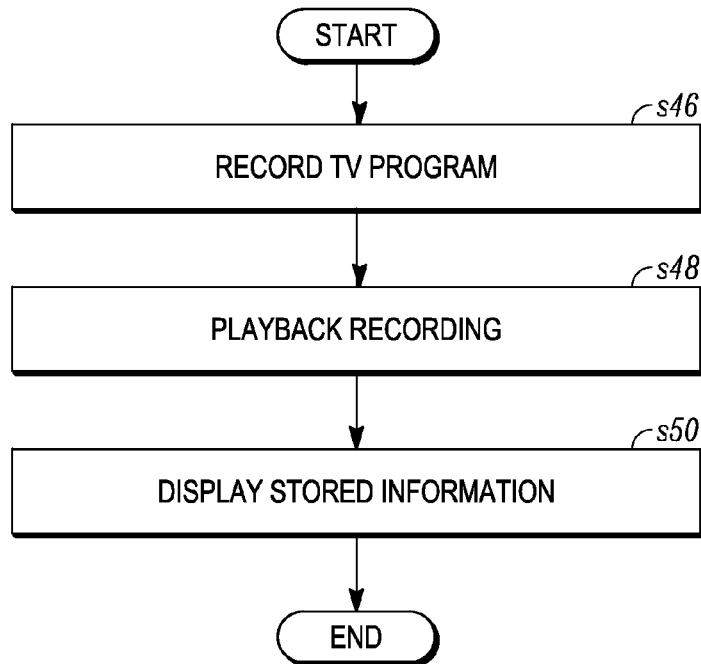 START
s46
RECORD TV PROGRAM
s48
PLAYBACK RECORDING
s50
DISPLAY STORED INFORMATION
END